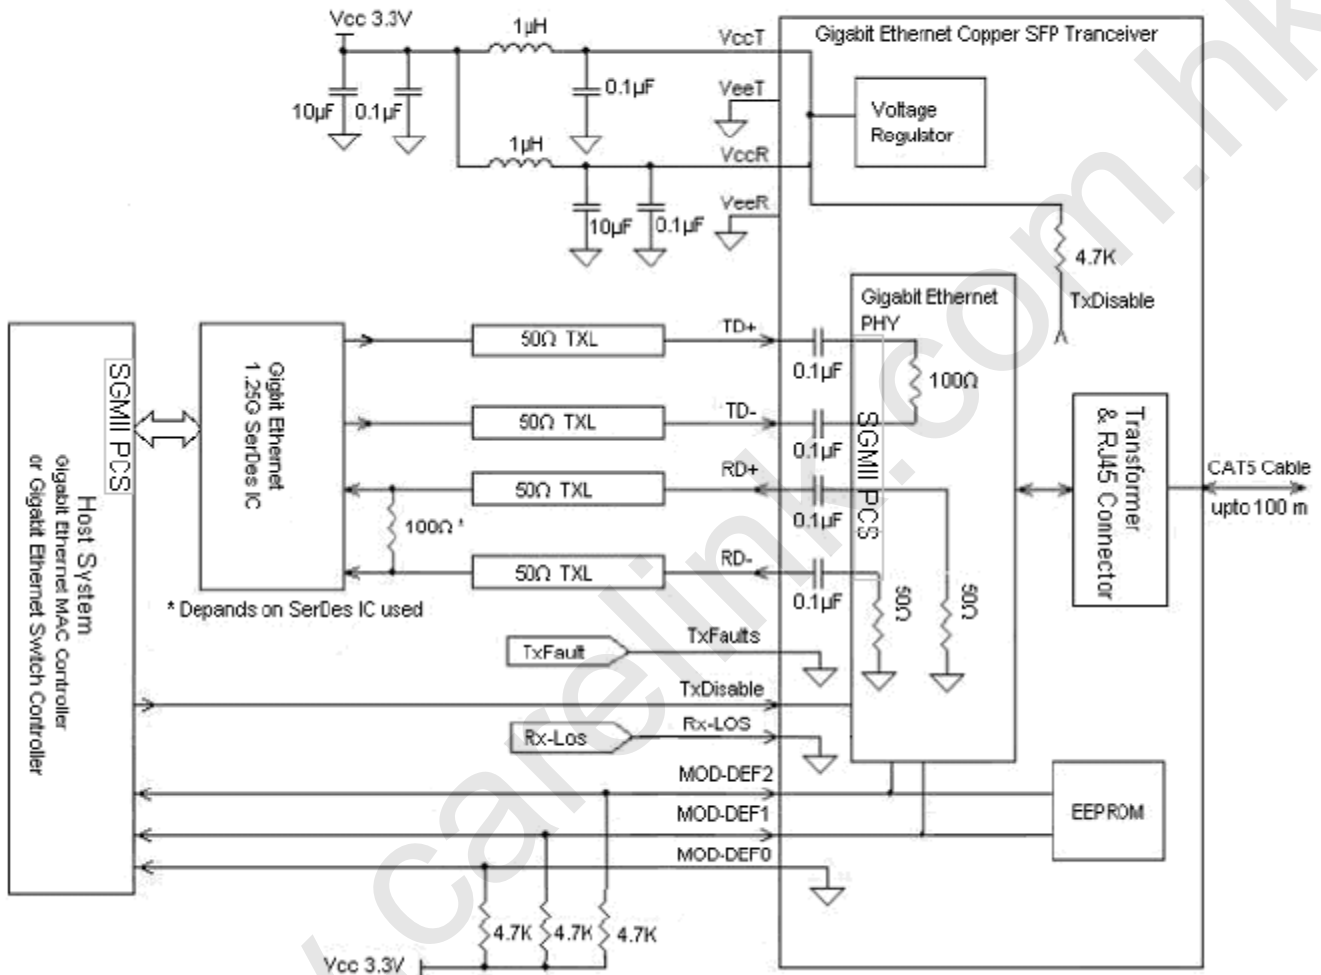 Vcc 3.3V
1µH
VccT
Gigabit Ethernet Copper SFP Tranceiver
10µF
0.1µF
0.1µF
VeeT
Voltage
Regulator
1µH
VccR
10µF
0.1µF
VeeR
4.7K
TxDisable
Gigabit Ethernet
PHY
SGMII PCS
Host System
Gigabit Ethernet MAC Controller
or Gigabit Ethernet Switch Controller
Gigbit Ethernet
1.25G SerDes IC
50Ω TXL
TD+
0.1µF
100Ω
50Ω TXL
TD-
0.1µF
SGMII PCS
50Ω TXL
RD+
0.1µF
100Ω *
50Ω TXL
RD-
0.1µF
50Ω
50Ω
Transformer
& RJ45 Connector
CAT5 Cable
upto 100 m
* Depands on SerDes IC used
TxFault
TxFaults
TxDisable
Rx-Los
Rx-LOS
MOD-DEF2
MOD-DEF1
MOD-DEF0
EEPROM
4.7K
4.7K
4.7K
Vcc 3.3V
carelink.com.hk